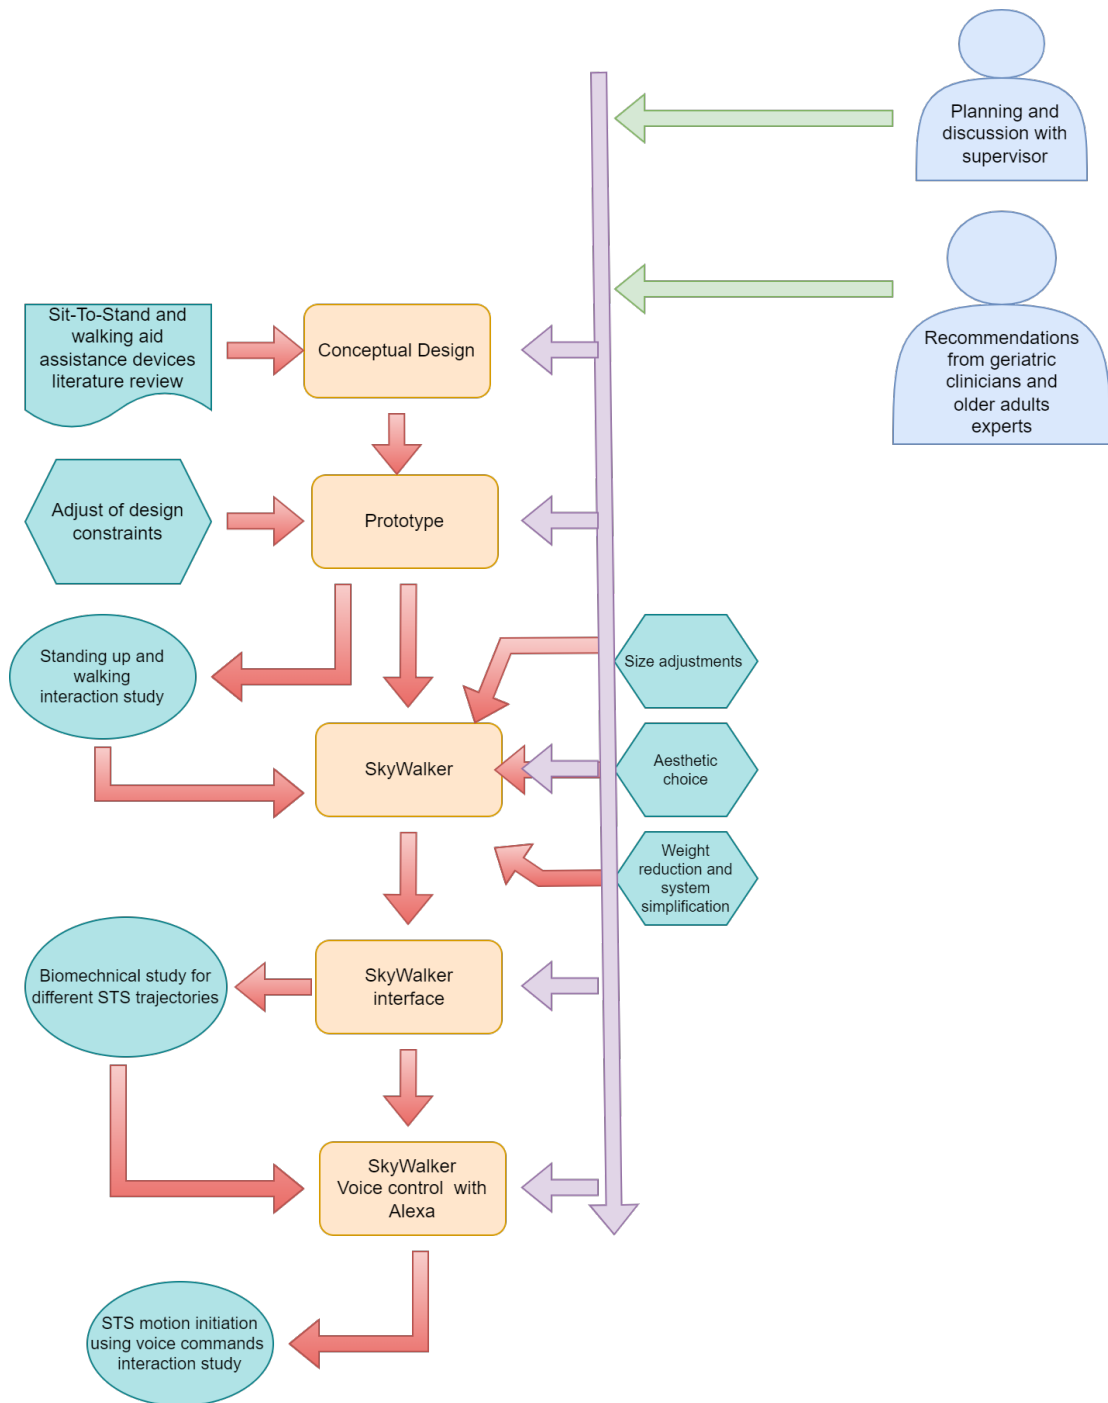 Planning and
discussion with
supervisor
Recommendations
from geriatric
clinicians and
older adults
experts
Sit-To-Stand and
walking aid
assistance devices
literature review
Conceptual Design
Adjust of design
constraints
Prototype
Standing up and
walking
interaction study
Size adjustments
SkyWalker
Aesthetic
choice
Weight
reduction and
system
simplification
Biomechnical study for
different STS trajectories
SkyWalker
interface
SkyWalker
Voice control with
Alexa
STS motion initiation
using voice commands
interaction study